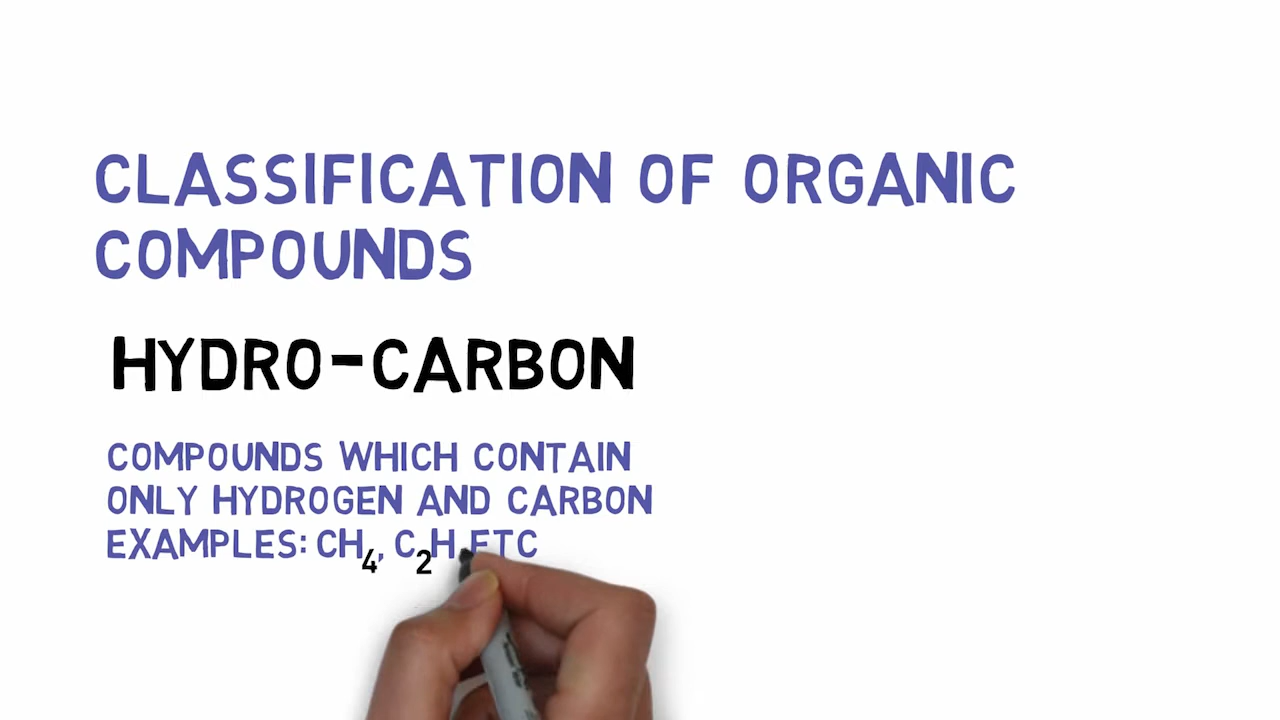 CLASSIFICATION OF ORGANIC
COMPOUNDS
HYDRO-CARBON
COMPOUNDS WHICH CONTAIN
ONLY HYDROGEN AND CARBON
EXAMPLES: CH4, C2H ETC